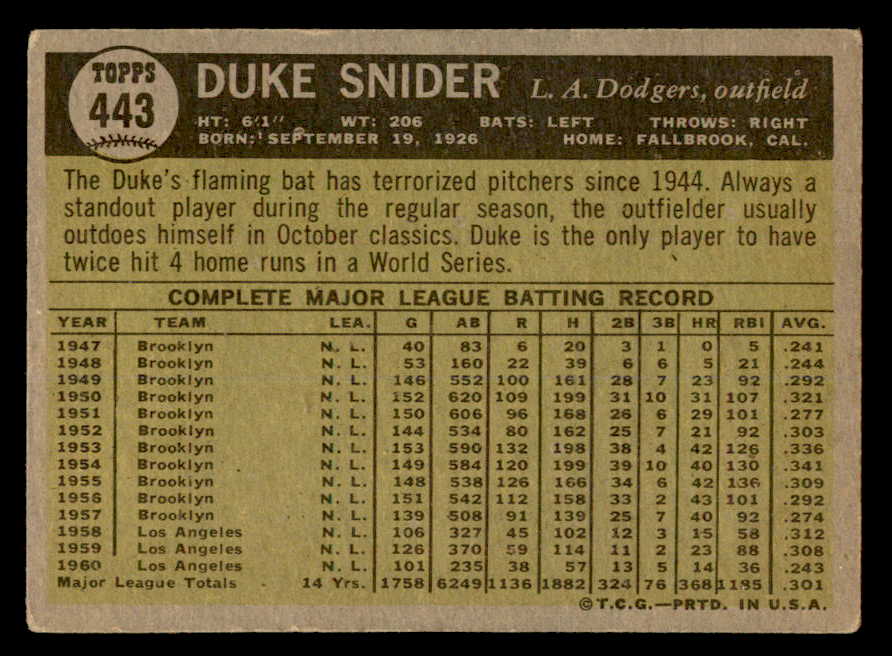 TOPPS
443
DUKE SNIDER L. A. Dodgers, outfield
HT: 6'1" WT: 206 BATS: LEFT THROWS: RIGHT
BORN: SEPTEMBER 19, 1926 HOME: FALLBROOK, CAL.
The Duke's flaming bat has terrorized pitchers since 1944. Always a
standout player during the regular season, the outfielder usually
outdoes himself in October classics. Duke is the only player to have
twice hit 4 home runs in a World Series.
COMPLETE MAJOR LEAGUE BATTING RECORD
YEAR TEAM LEA. G AB R H 2B 3B HR RBI AVG.
1947 Brooklyn N. L. 40 83 6 20 3 1 0 5 .241
1948 Brooklyn N. L. 53 160 22 39 6 6 5 21 .244
1949 Brooklyn N. L. 146 552 100 161 28 7 23 92 .292
1950 Brooklyn N. L. 152 620 109 199 31 10 31 107 .321
1951 Brooklyn N. L. 150 606 96 168 26 6 29 101 .277
1952 Brooklyn N. L. 144 534 80 162 25 7 21 92 .303
1953 Brooklyn N. L. 153 590 132 198 38 4 42 126 .336
1954 Brooklyn N. L. 149 584 120 199 39 10 40 130 .341
1955 Brooklyn N. L. 148 538 126 166 34 6 42 136 .309
1956 Brooklyn N. L. 151 542 112 158 33 2 43 101 .292
1957 Brooklyn N. L. 139 508 91 139 25 7 40 92 .274
1958 Los Angeles N. L. 106 327 45 102 12 3 15 58 .312
1959 Los Angeles N. L. 126 370 59 114 11 2 23 88 .308
1960 Los Angeles N. L. 101 235 38 57 13 5 14 36 .243
Major League Totals 14 Yrs. 1758 6249 1136 1882 324 76 368 1185 .301
©T.C.G.—PRTD. IN U.S.A.